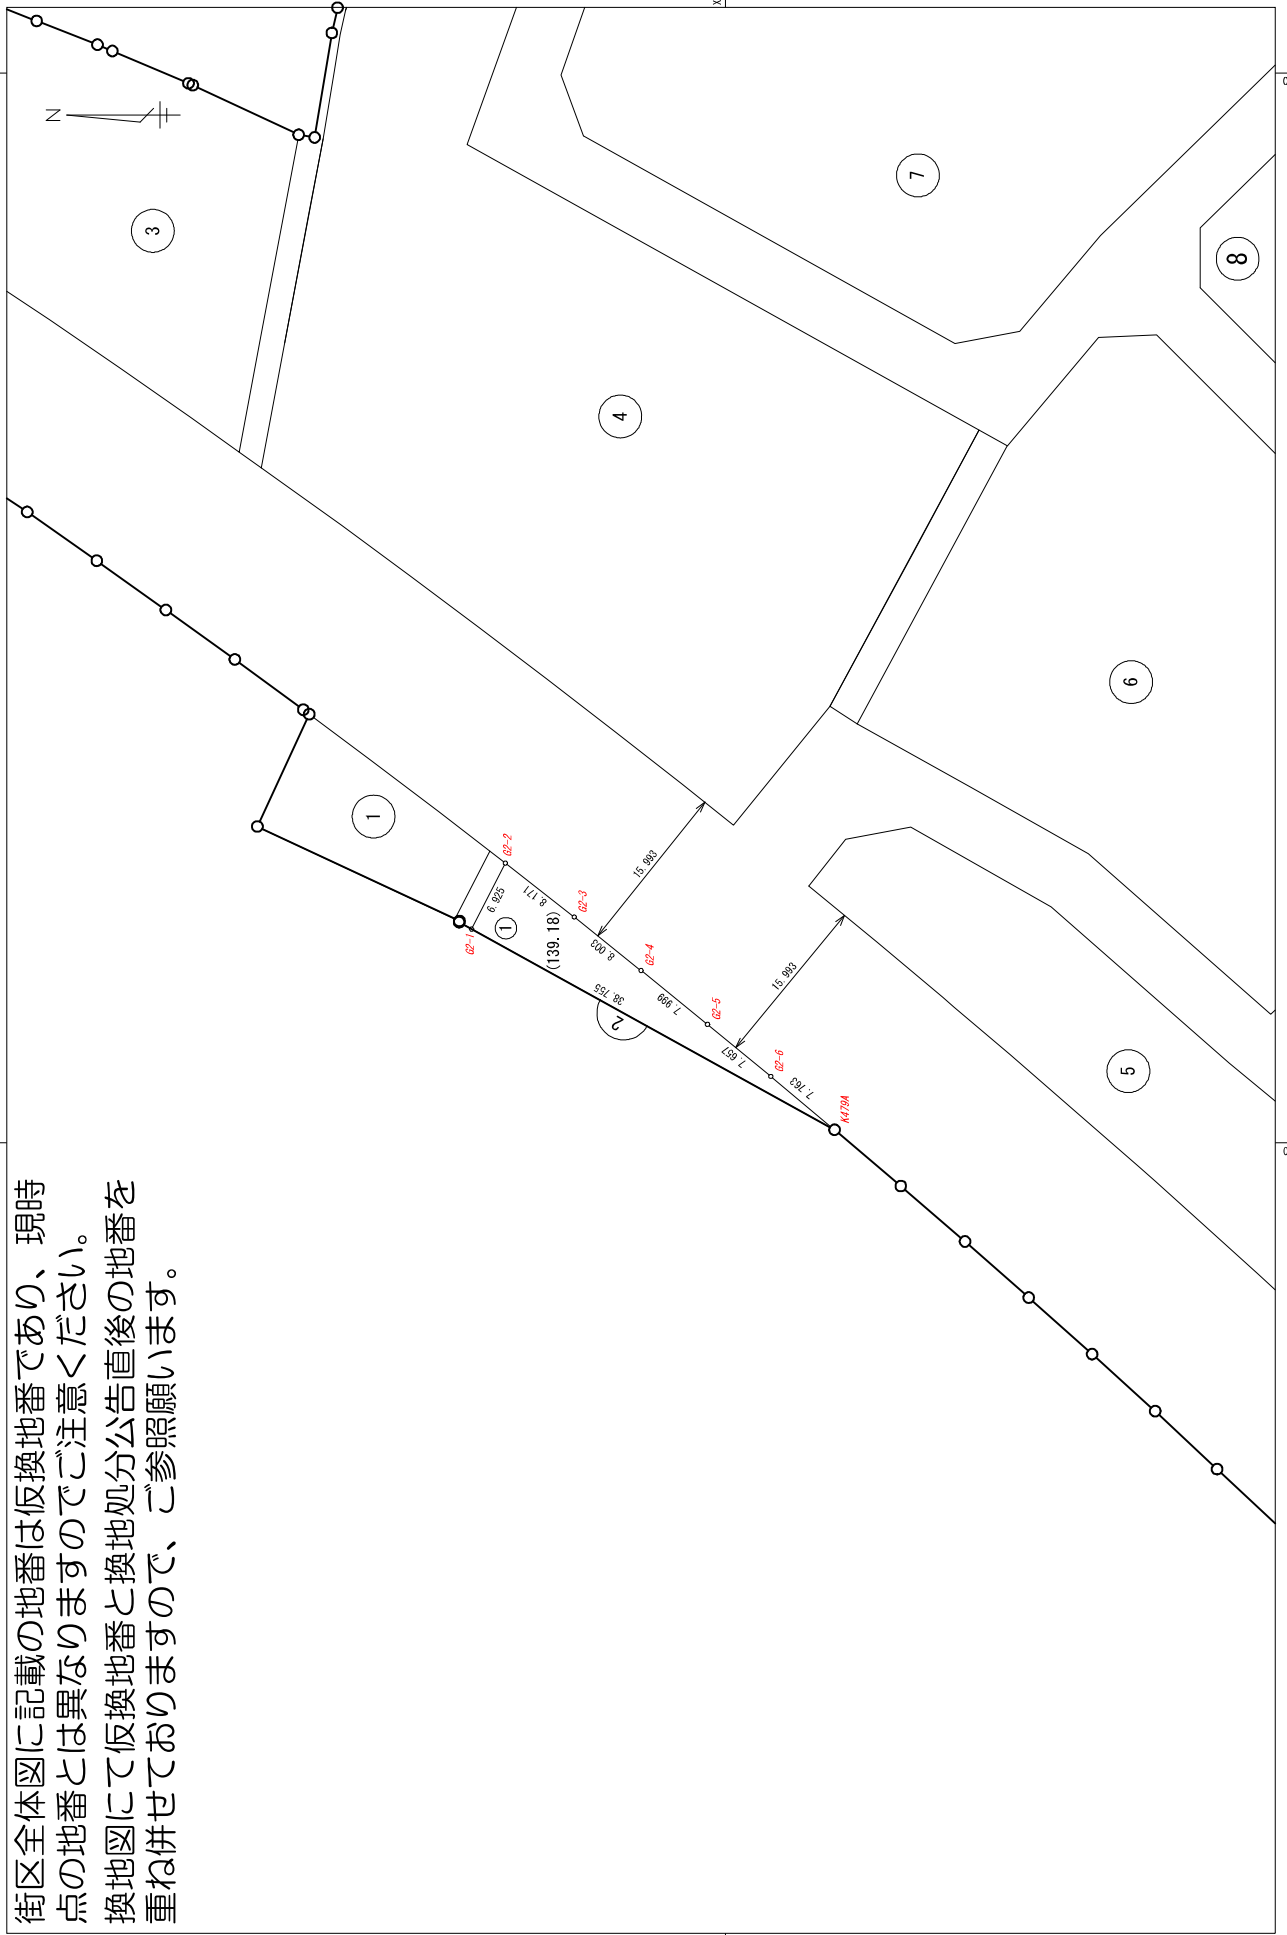 街区全体図に記載の地番は仮換地番であり、現時
点の地番とは異なりますのでご注意ください。
換地図にて仮換地番と換地処分公告直後の地番を
重ね併せておりますので、ご参照願います。
N
X
3
7
8
4
6
5
1
2
1
(139.18)
G2-1
G2-2
G2-3
G2-4
G2-5
G2-6
K479A
6.925
8.171
8.003
7.999
7.657
7.763
38.755
15.993
15.993